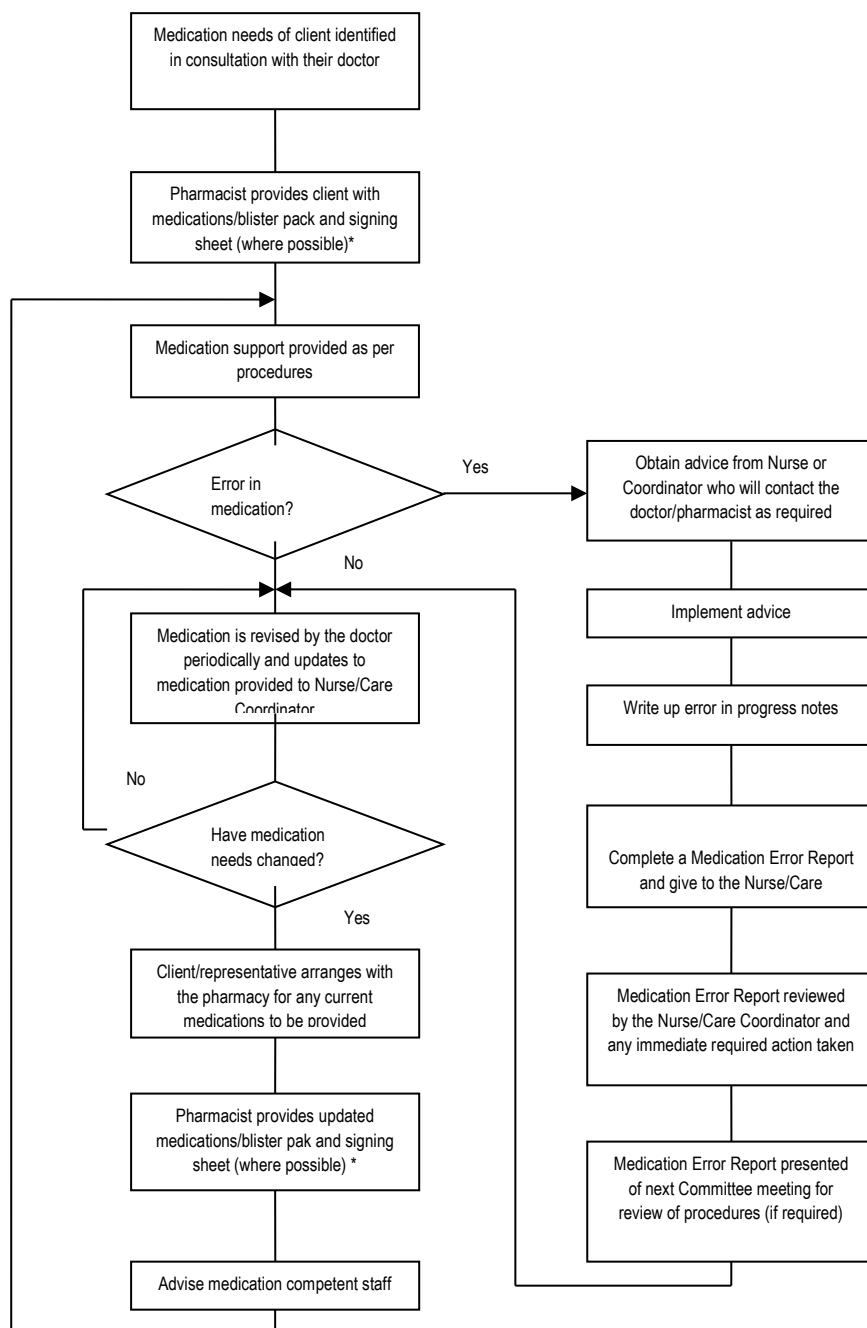 Medication needs of client identified
in consultation with their doctor
Pharmacist provides client with
medications/blister pack and signing
sheet (where possible)*
Medication support provided as per
procedures
Error in
medication?
Yes
No
Obtain advice from Nurse or
Coordinator who will contact the
doctor/pharmacist as required
Implement advice
Write up error in progress notes
Complete a Medication Error Report
and give to the Nurse/Care
Medication Error Report reviewed
by the Nurse/Care Coordinator and
any immediate required action taken
Medication Error Report presented
of next Committee meeting for
review of procedures (if required)
Medication is revised by the doctor
periodically and updates to
medication provided to Nurse/Care
Coordinator
No
Have medication
needs changed?
Yes
Client/representative arranges with
the pharmacy for any current
medications to be provided
Pharmacist provides updated
medications/blister pak and signing
sheet (where possible) *
Advise medication competent staff